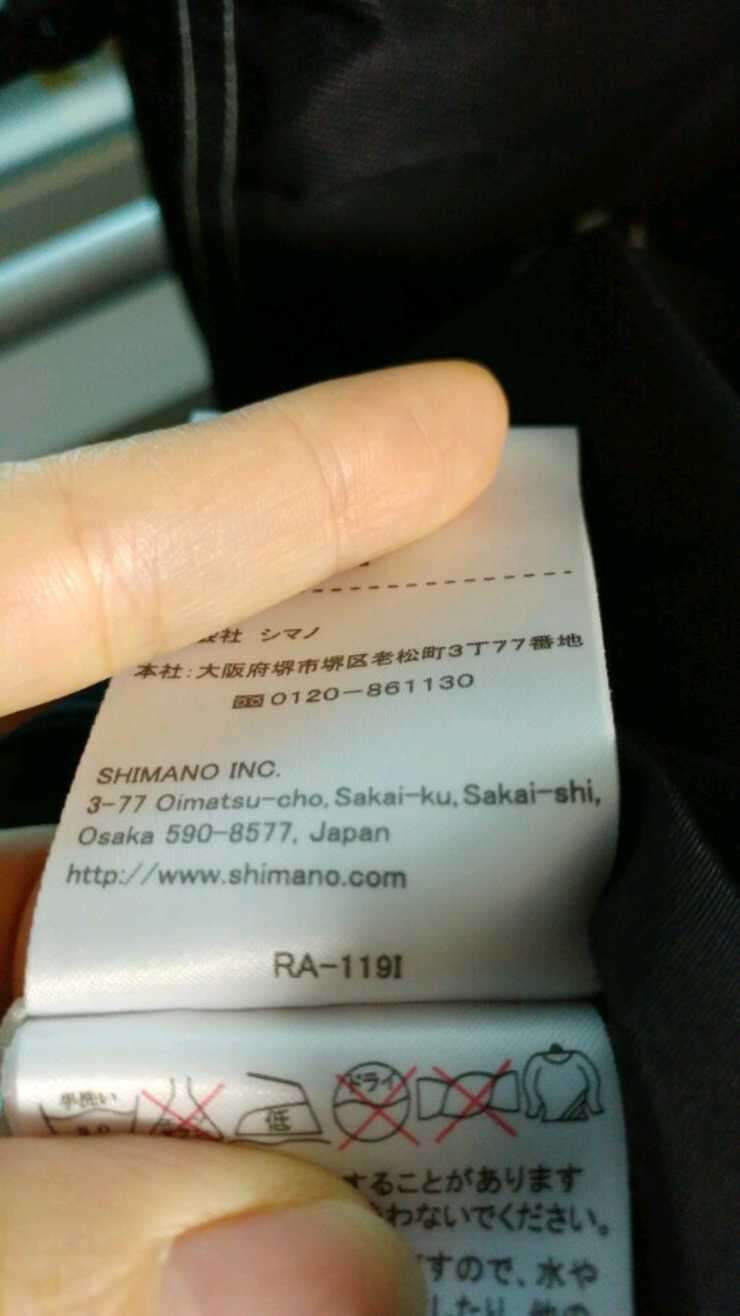 社 シマノ
本社:大阪府堺市堺区老松町3丁77番地
0120-861130
SHIMANO INC.
3-77 Oimatsu-cho, Sakai-ku, Sakai-shi,
Osaka 590-8577, Japan
http://www.shimano.com
RA-119I
手洗い 低 ドライ
することがあります
わないでください。
すので、水や